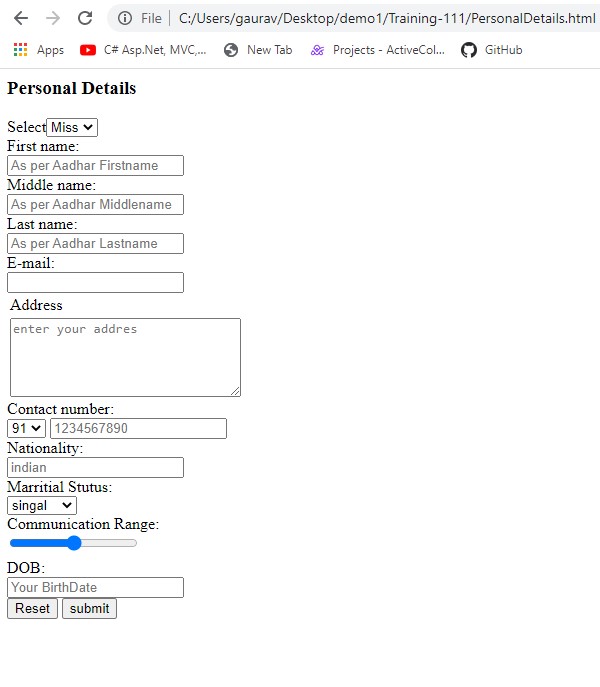 File | C:/Users/gaurav/Desktop/demo1/Training-111/PersonalDetails.html
Apps C# Asp.Net, MVC,... New Tab Projects - ActiveCol... GitHub
Personal Details
Select Miss
First name:
As per Aadhar Firstname
Middle name:
As per Aadhar Middlename
Last name:
As per Aadhar Lastname
E-mail:
Address
enter your addres
Contact number:
91 1234567890
Nationality:
indian
Marritial Stutus:
singal
Communication Range:
DOB:
Your BirthDate
Reset submit